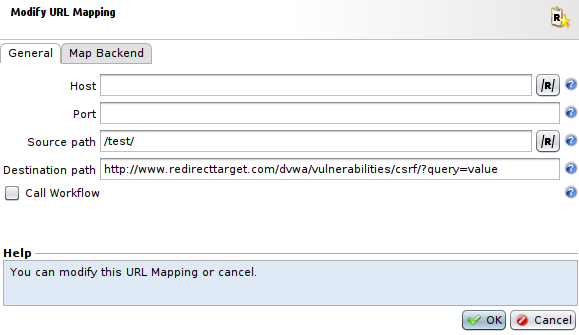 Modify URL Mapping
General
Map Backend
Host
/R/
Port
Source path
/test/
/R/
Destination path
http://www.redirecttarget.com/dvwa/vulnerabilities/csrf/?query=value
Call Workflow
Help
You can modify this URL Mapping or cancel.
OK
Cancel